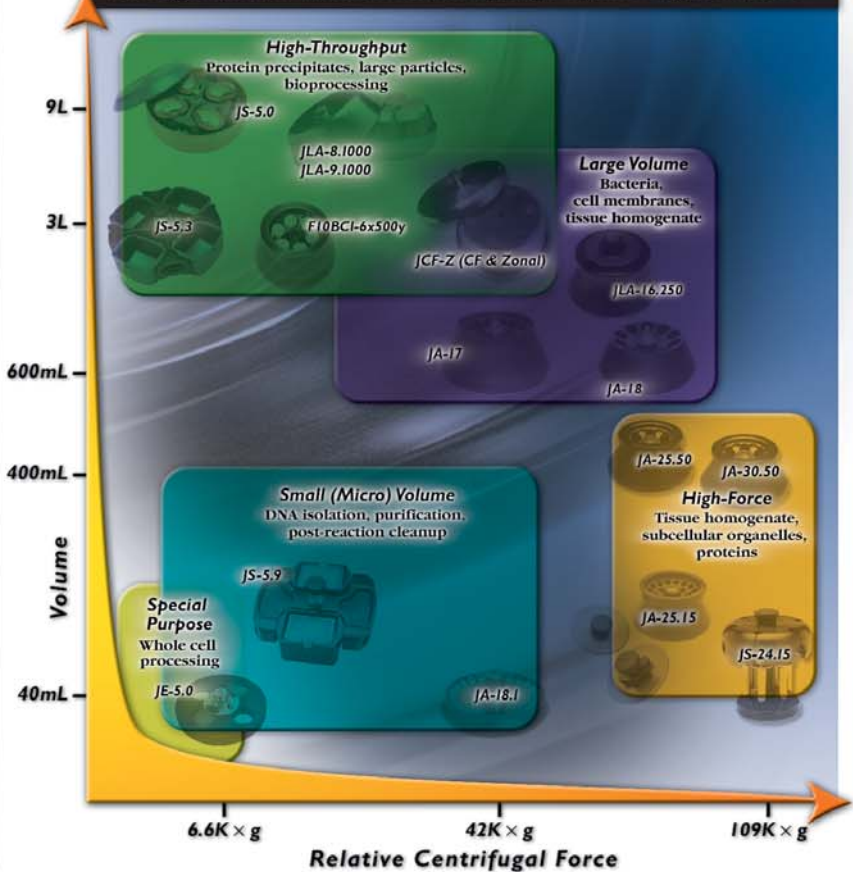 High-Throughput
Protein precipitates, large particles,
bioprocessing
9L
JS-5.0
JLA-8.1000
JLA-9.1000
Large Volume
Bacteria,
cell membranes,
tissue homogenate
3L
JS-5.3
F10BCI-6x500y
JCF-Z (CF & Zonal)
JLA-16.250
JA-17
600mL
JA-18
JA-25.50
JA-30.50
400mL
High-Force
Tissue homogenate,
subcellular organelles,
proteins
Small (Micro) Volume
DNA isolation, purification,
post-reaction cleanup
JS-5.9
Volume
Special
Purpose
Whole cell
processing
JA-25.15
JS-24.15
40mL
JE-5.0
JA-18.1
6.6K × g
42K × g
109K × g
Relative Centrifugal Force